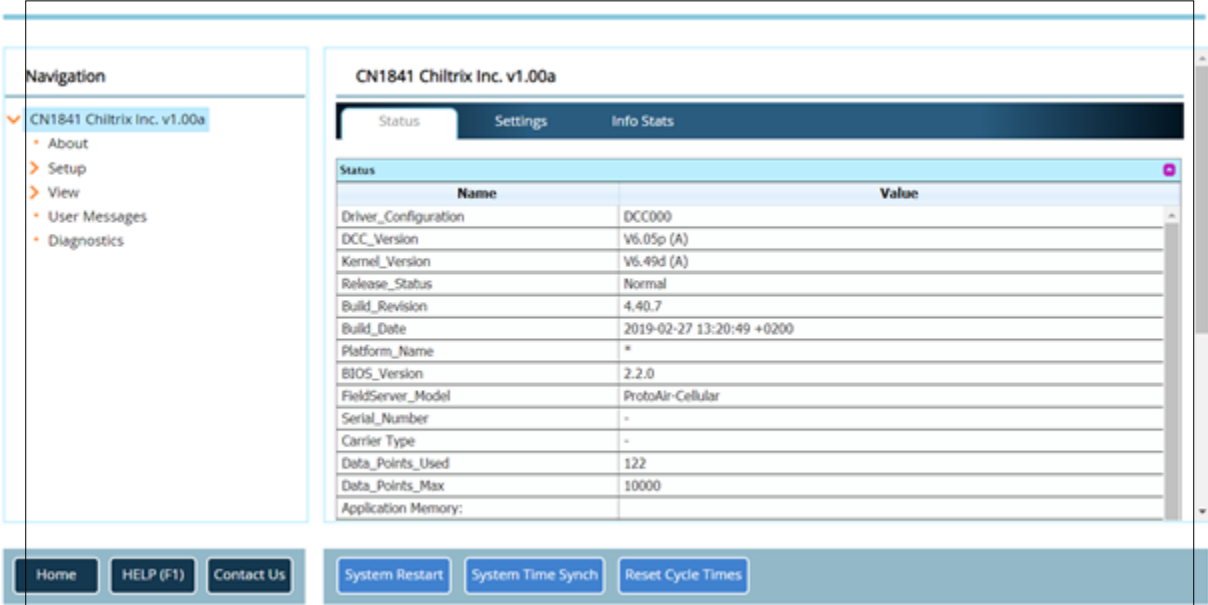 Navigation
CN1841 Chiltrix Inc. v1.00a
About
Setup
View
User Messages
Diagnostics
CN1841 Chiltrix Inc. v1.00a
Status Settings Info Stats
Status
Name Value
Driver_Configuration DCC000
DCC_Version V6.05p (A)
Kernel_Version V6.49d (A)
Release_Status Normal
Build_Revision 4.40.7
Build_Date 2019-02-27 13:20:49 +0200
Platform_Name *
BIOS_Version 2.2.0
FieldServer_Model ProtoAir-Cellular
Serial_Number -
Carrier Type -
Data_Points_Used 122
Data_Points_Max 10000
Application Memory:
Home HELP (F1) Contact Us System Restart System Time Synch Reset Cycle Times